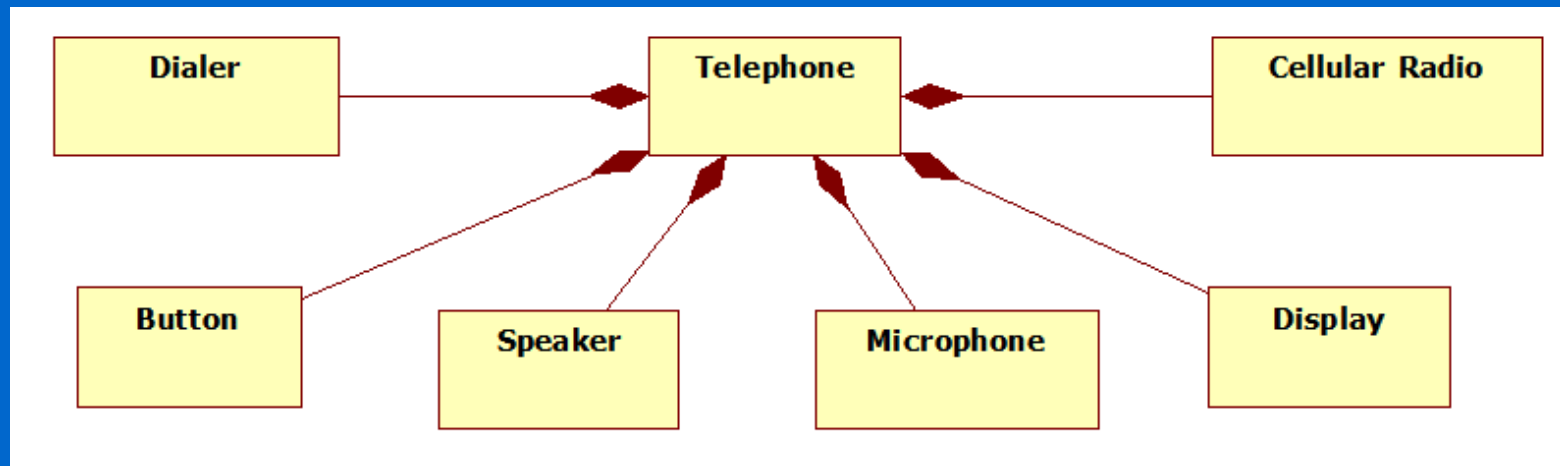 Dialer
Telephone
Cellular Radio
Button
Speaker
Microphone
Display